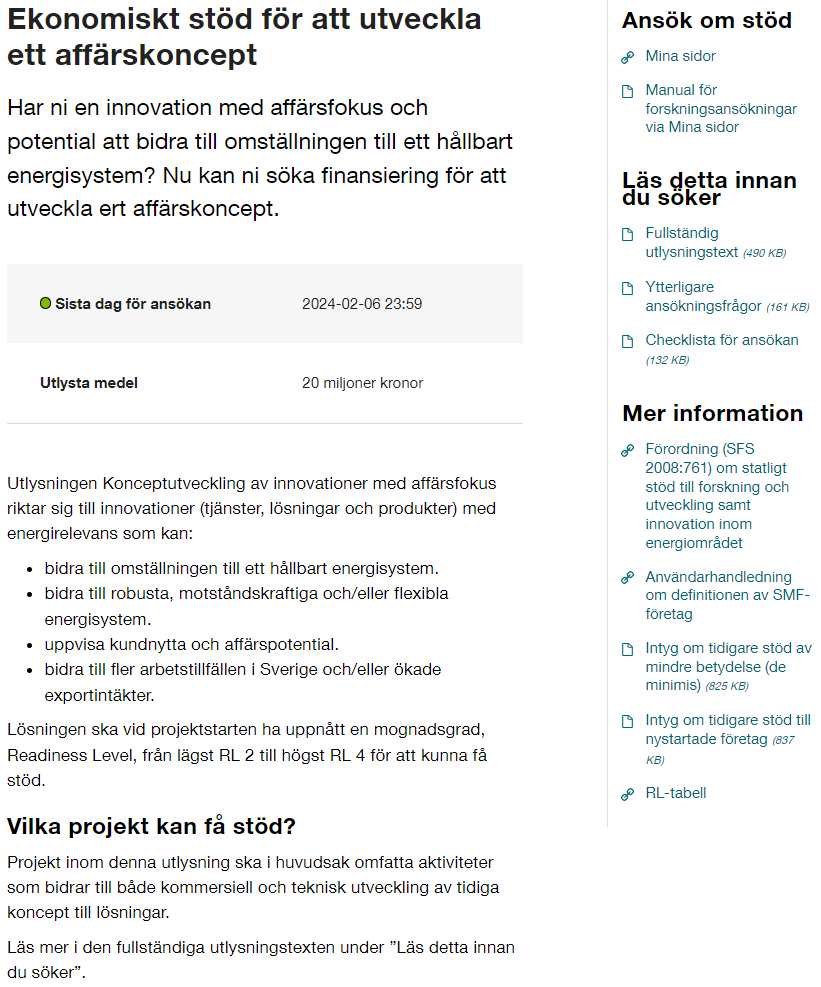 Ekonomiskt stöd för att utveckla
ett affärskoncept
Har ni en innovation med affärsfokus och
potential att bidra till omställningen till ett hållbart
energisystem? Nu kan ni söka finansiering för att
utveckla ert affärskoncept.
Sista dag för ansökan 2024-02-06 23:59
Utlysta medel 20 miljoner kronor
Utlysningen Konceptutveckling av innovationer med affärsfokus
riktar sig till innovationer (tjänster, lösningar och produkter) med
energirelevans som kan:
• bidra till omställningen till ett hållbart energisystem.
• bidra till robusta, motståndskraftiga och/eller flexibla
energisystem.
• uppvisa kundnytta och affärspotential.
• bidra till fler arbetstillfällen i Sverige och/eller ökade
exportintäkter.
Lösningen ska vid projektstarten ha uppnått en mognadsgrad,
Readiness Level, från lägst RL 2 till högst RL 4 för att kunna få
stöd.
Vilka projekt kan få stöd?
Projekt inom denna utlysning ska i huvudsak omfatta aktiviteter
som bidrar till både kommersiell och teknisk utveckling av tidiga
koncept till lösningar.
Läs mer i den fullständiga utlysningstexten under ”Läs detta innan
du söker”.
Ansök om stöd
Mina sidor
Manual för
forskningsansökningar
via Mina sidor
Läs detta innan
du söker
Fullständig
utlysningstext (490 KB)
Ytterligare
ansökningsfrågor (161 KB)
Checklista för ansökan
(132 KB)
Mer information
Förordning (SFS
2008:761) om statligt
stöd till forskning och
utveckling samt
innovation inom
energiområdet
Användarhandledning
om definitionen av SMF-
företag
Intyg om tidigare stöd av
mindre betydelse (de
minimis) (825 KB)
Intyg om tidigare stöd till
nystartade företag (837
KB)
RL-tabell